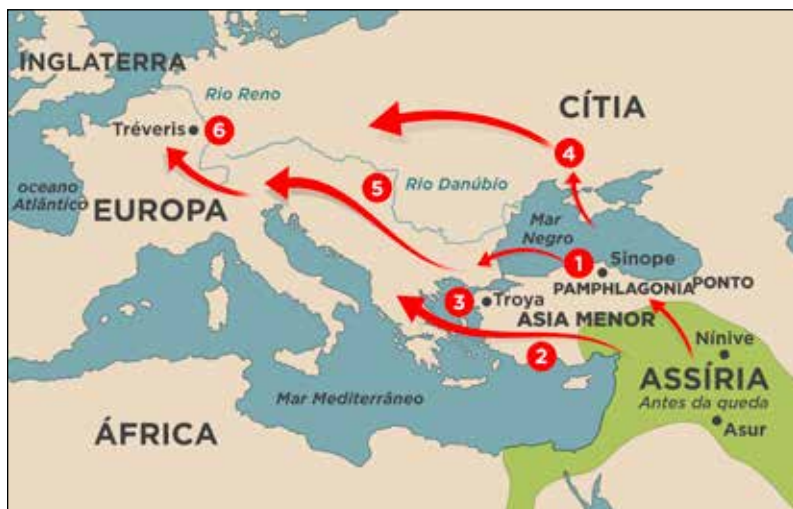 INGLATERRA
Rio Reno
CÍTIA
Tréveris
6
4
oceano
Atlântico
5
Rio Danúbio
EUROPA
Mar
Negro
1
Sinope
PAMPHLAGONIA
PONTO
3
Troya
ASIA MENOR
Nínive
2
ASSÍRIA
Mar Mediterrâneo
Antes da queda
ÁFRICA
Asur